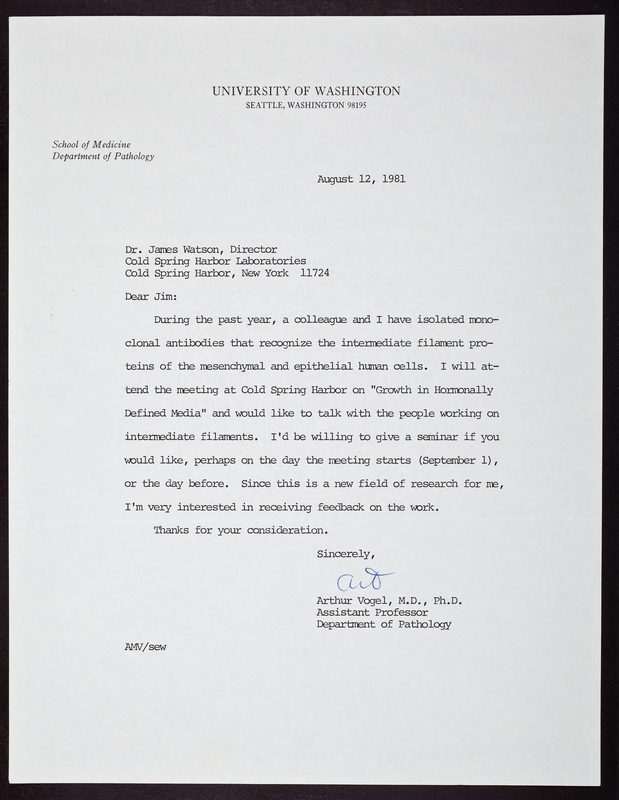 UNIVERSITY OF WASHINGTON
SEATTLE, WASHINGTON 98195
School of Medicine
Department of Pathology
August 12, 1981
Dr. James Watson, Director
Cold Spring Harbor Laboratories
Cold Spring Harbor, New York 11724
Dear Jim:
During the past year, a colleague and I have isolated mono-
clonal antibodies that recognize the intermediate filament pro-
teins of the mesenchymal and epithelial human cells. I will at-
tend the meeting at Cold Spring Harbor on "Growth in Hormonally
Defined Media" and would like to talk with the people working on
intermediate filaments. I'd be willing to give a seminar if you
would like, perhaps on the day the meeting starts (September 1),
or the day before. Since this is a new field of research for me,
I'm very interested in receiving feedback on the work.
Thanks for your consideration.
Sincerely,
Art
Arthur Vogel, M.D., Ph.D.
Assistant Professor
Department of Pathology
AMV/sew